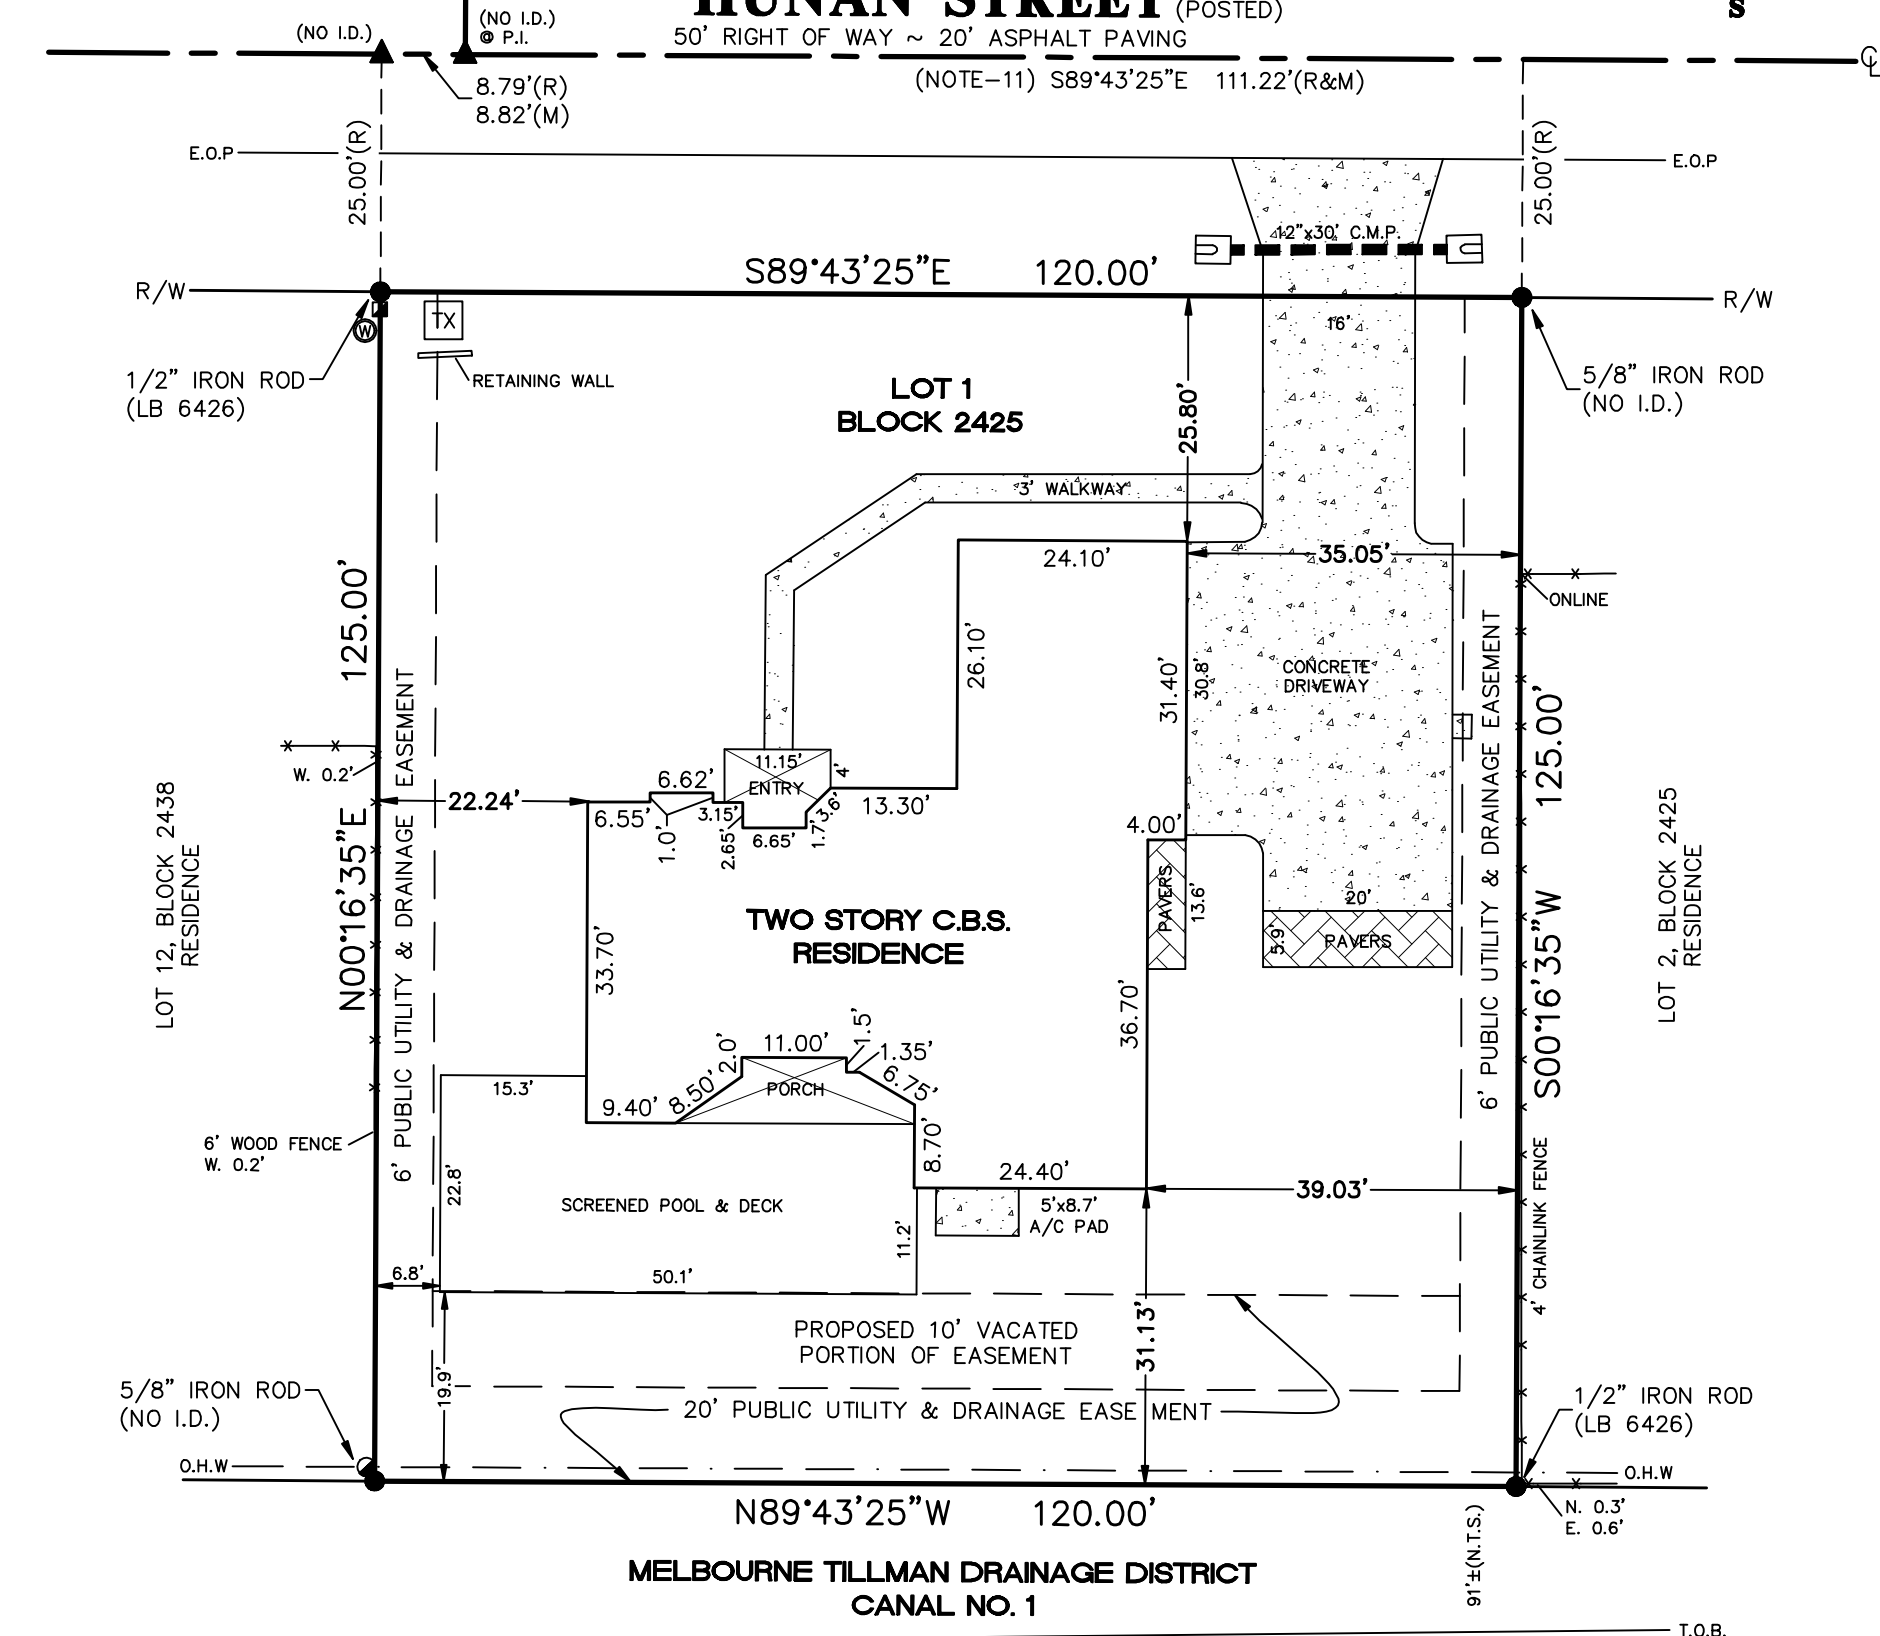 HUNAN STREET (POSTED)
S
(NO I.D.)
(NO I.D.)
@ P.I.
50' RIGHT OF WAY ~ 20' ASPHALT PAVING
(NOTE-11) S89°43'25"E 111.22'(R&M)
8.79'(R)
8.82'(M)
25.00'(R)
25.00'(R)
E.O.P
E.O.P
12"x30' C.M.P.
S89°43'25"E 120.00'
R/W
R/W
TX
W
16'
RETAINING WALL
1/2" IRON ROD
(LB 6426)
5/8" IRON ROD
(NO I.D.)
LOT 1
BLOCK 2425
25.80'
3' WALKWAY
24.10'
35.05'
ONLINE
26.10'
31.40'
30.8'
CONCRETE
DRIVEWAY
N00°16'35"E 125.00'
6' PUBLIC UTILITY & DRAINAGE EASEMENT
6' PUBLIC UTILITY & DRAINAGE EASEMENT
S00°16'35"W 125.00'
W. 0.2'
22.24'
6.55'
6.62'
1.0'
3.15'
2.65'
11.15'
ENTRY
4'
3.6'
1.7'
6.65'
13.30'
4.00'
LOT 12, BLOCK 2438
RESIDENCE
LOT 2, BLOCK 2425
RESIDENCE
PAVERS
13.6'
20'
5.9'
PAVERS
TWO STORY C.B.S.
RESIDENCE
33.70'
36.70'
11.00'
2.0'
1.5'
1.35'
6.75'
PORCH
8.50'
9.40'
15.3'
8.70'
6' WOOD FENCE
W. 0.2'
22.8'
SCREENED POOL & DECK
24.40'
39.03'
5'x8.7'
A/C PAD
11.2'
4' CHAINLINK FENCE
6.8'
50.1'
PROPOSED 10' VACATED
PORTION OF EASEMENT
31.13'
19.9'
20' PUBLIC UTILITY & DRAINAGE EASE MENT
5/8" IRON ROD
(NO I.D.)
1/2" IRON ROD
(LB 6426)
O.H.W
O.H.W
N89°43'25"W 120.00'
N. 0.3'
E. 0.6'
91'±(N.T.S.)
MELBOURNE TILLMAN DRAINAGE DISTRICT
CANAL NO. 1
T.O.B.